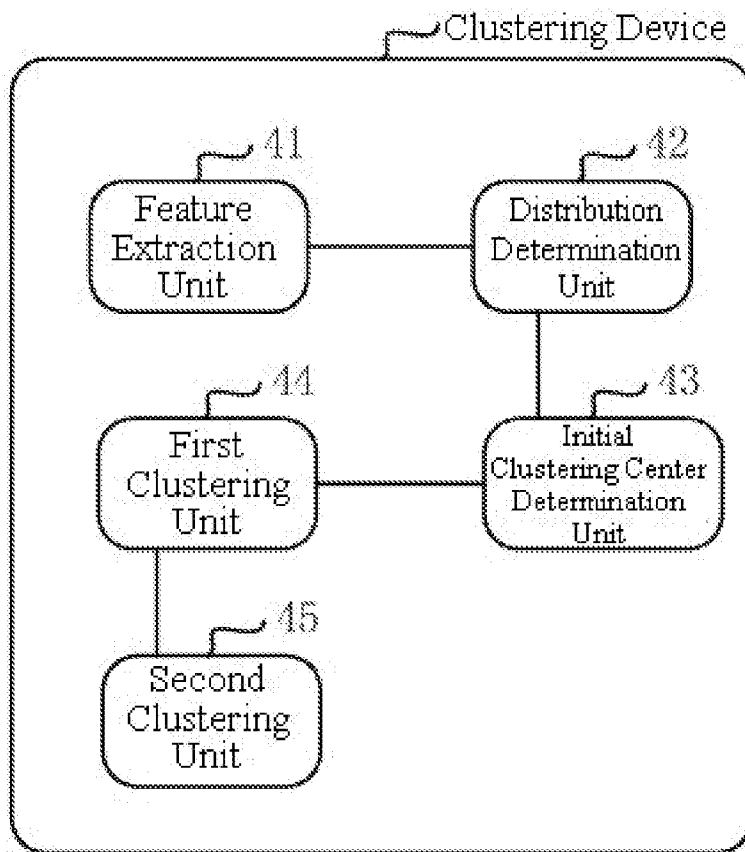 Clustering Device
41
Feature
Extraction
Unit
42
Distribution
Determination
Unit
44
First
Clustering
Unit
43
Initial
Clustering Center
Determination
Unit
45
Second
Clustering
Unit